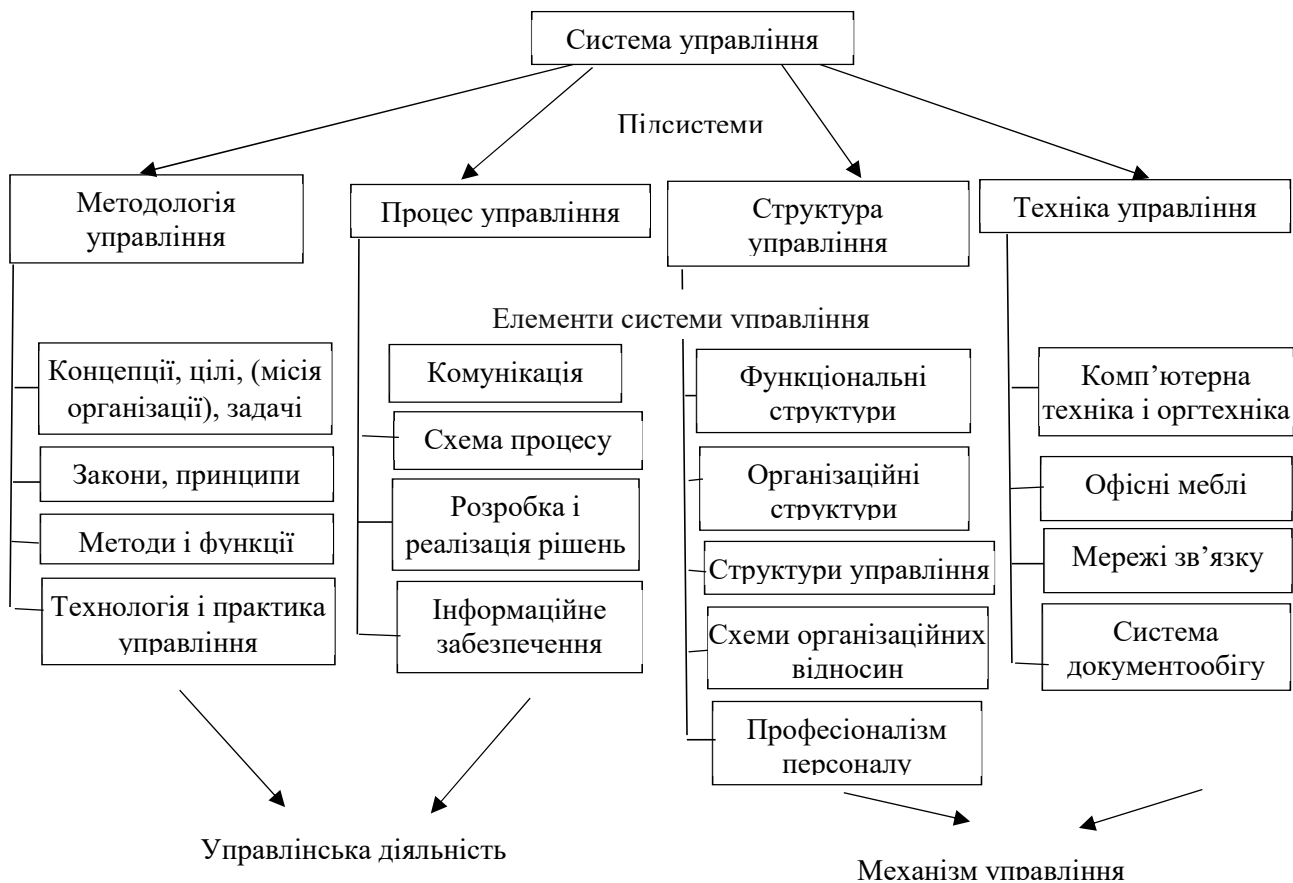 Система управління
Підсистеми
Методологія
управління
Процес управління
Структура
управління
Техніка управління
Елементи системи управління
Концепції, цілі, (місія
організації), задачі
Закони, принципи
Методи і функції
Технологія і практика
управління
Комунікація
Схема процесу
Розробка і
реалізація рішень
Інформаційне
забезпечення
Функціональні
структури
Організаційні
структури
Структури управління
Схеми організаційних
відносин
Професіоналізм
персоналу
Комп’ютерна
техніка і оргтехніка
Офісні меблі
Мережі зв’язку
Система
документообігу
Управлінська діяльність
Механізм управління